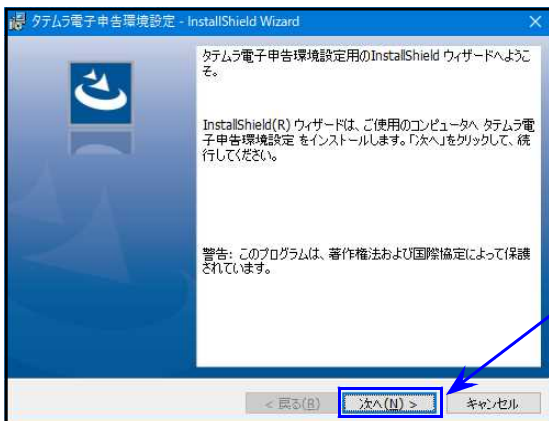 タテムラ電子申告環境設定 - InstallShield Wizard
タテムラ電子申告環境設定用のInstallShield ウィザードへようこ
そ。
InstallShield(R) ウィザードは、ご使用のコンピュータへ タテムラ電
子申告環境設定 をインストールします。「次へ」をクリックして、続
行してください。
警告: このプログラムは、著作権法および国際協定によって保護
されています。
< 戻る(B)
次へ(N) >
キャンセル